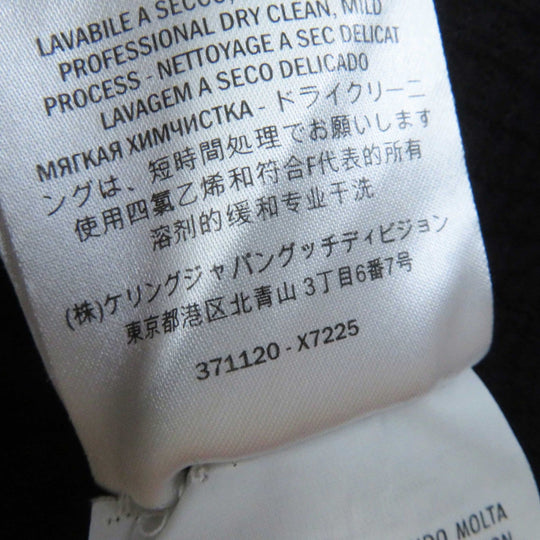 LAVABILE A SECCO,
PROFESSIONAL DRY CLEAN, MILD
PROCESS - NETTOYAGE A SEC DELICAT
LAVAGEM A SECO DELICADO
МЯГКАЯ ХИМЧИСТКА - ドライクリーニ
ングは、短時間処理でお願いします
使用四氯乙烯和符合F代表的所有
溶剂的缓和专业干洗
(株)ケリングジャパングッチディビジョン
東京都港区北青山 3丁目6番7号
371120 - X7225
MOLTA